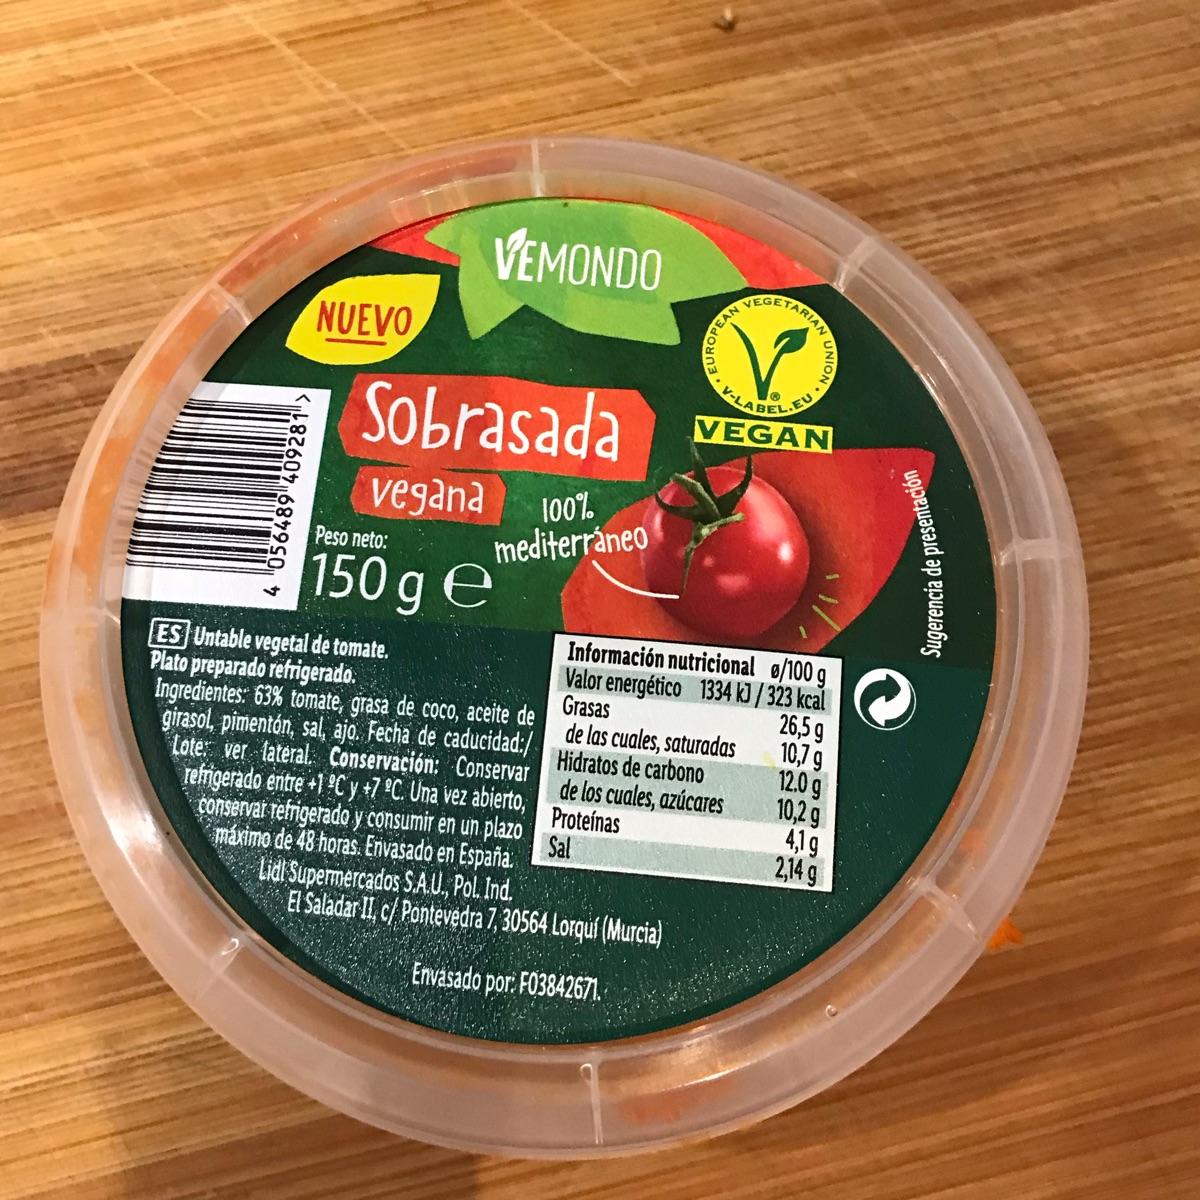 VEMONDO
NUEVO
EUROPEAN VEGETARIAN UNION
V-LABEL.EU
®
VEGAN
Sobrasada
vegana
100%
mediterráneo
Peso neto:
150 g e
4 056489 409281 >
Sugerencia de presentación
ES Untable vegetal de tomate.
Plato preparado refrigerado.
Ingredientes: 63% tomate, grasa de coco, aceite de
girasol, pimentón, sal, ajo. Fecha de caducidad:/
Lote: ver lateral. Conservación: Conservar
refrigerado entre +1 ºC y +7 ºC. Una vez abierto,
conservar refrigerado y consumir en un plazo
máximo de 48 horas. Envasado en España.
Lidl Supermercados S.A.U., Pol. Ind.
El Saladar II, c/ Pontevedra 7, 30564 Lorquí (Murcia)
Envasado por: F03842671.
Información nutricional ø/100 g
Valor energético 1334 kJ / 323 kcal
Grasas 26,5 g
de las cuales, saturadas 10,7 g
Hidratos de carbono 12.0 g
de los cuales, azúcares 10,2 g
Proteínas 4,1 g
Sal 2,14 g